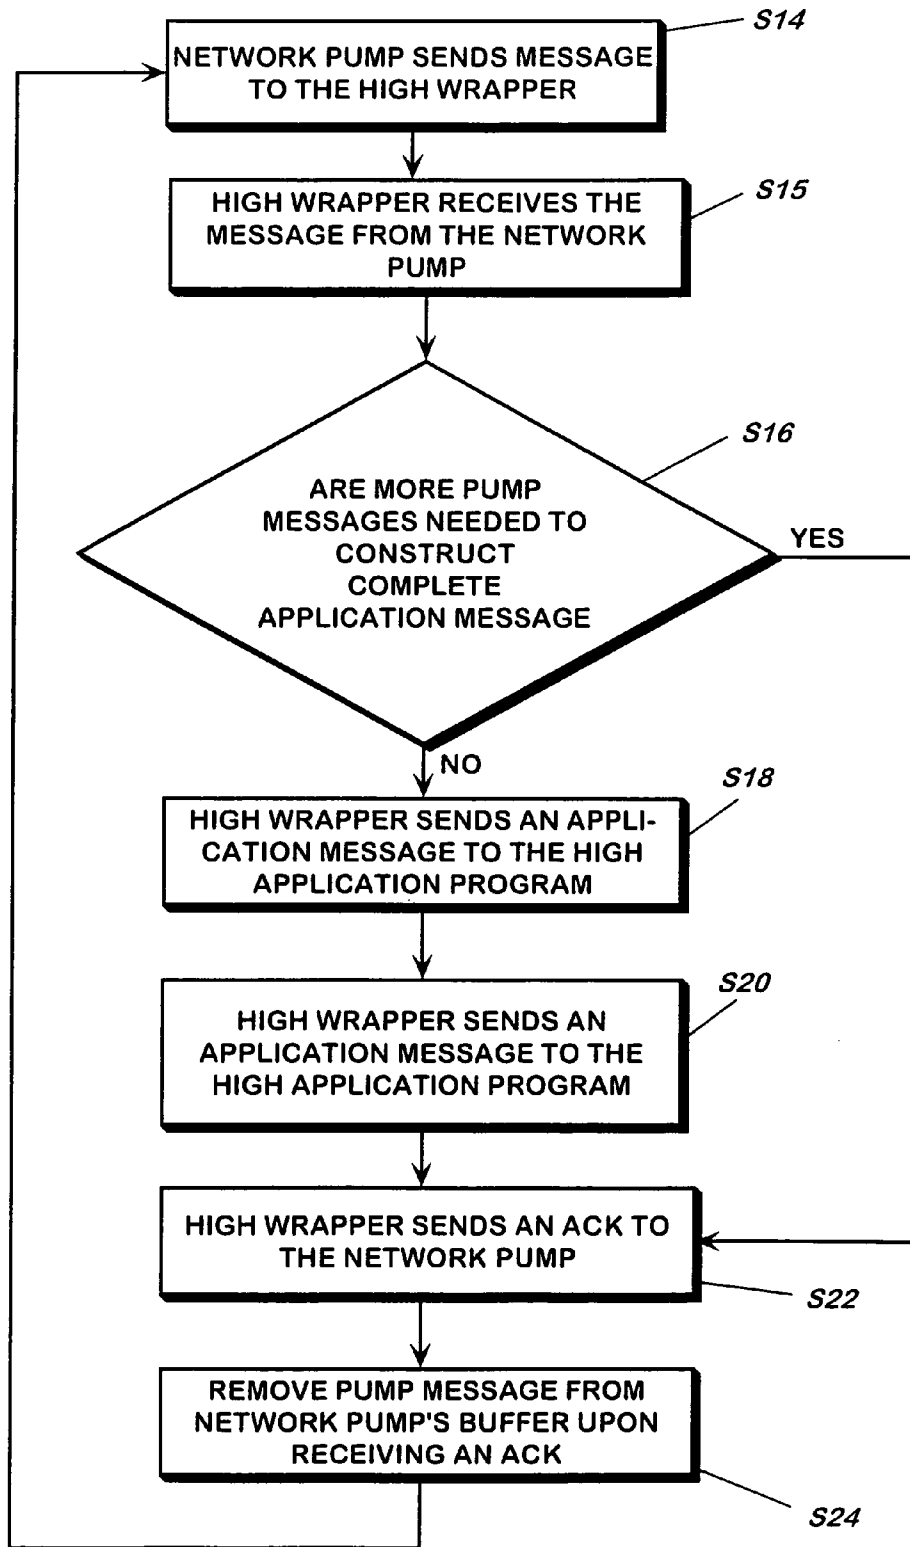 S14
NETWORK PUMP SENDS MESSAGE
TO THE HIGH WRAPPER
S15
HIGH WRAPPER RECEIVES THE
MESSAGE FROM THE NETWORK
PUMP
S16
ARE MORE PUMP
MESSAGES NEEDED TO
CONSTRUCT
COMPLETE
APPLICATION MESSAGE
YES
NO
S18
HIGH WRAPPER SENDS AN APPLI-
CATION MESSAGE TO THE HIGH
APPLICATION PROGRAM
S20
HIGH WRAPPER SENDS AN
APPLICATION MESSAGE TO THE
HIGH APPLICATION PROGRAM
HIGH WRAPPER SENDS AN ACK TO
THE NETWORK PUMP
S22
REMOVE PUMP MESSAGE FROM
NETWORK PUMP'S BUFFER UPON
RECEIVING AN ACK
S24